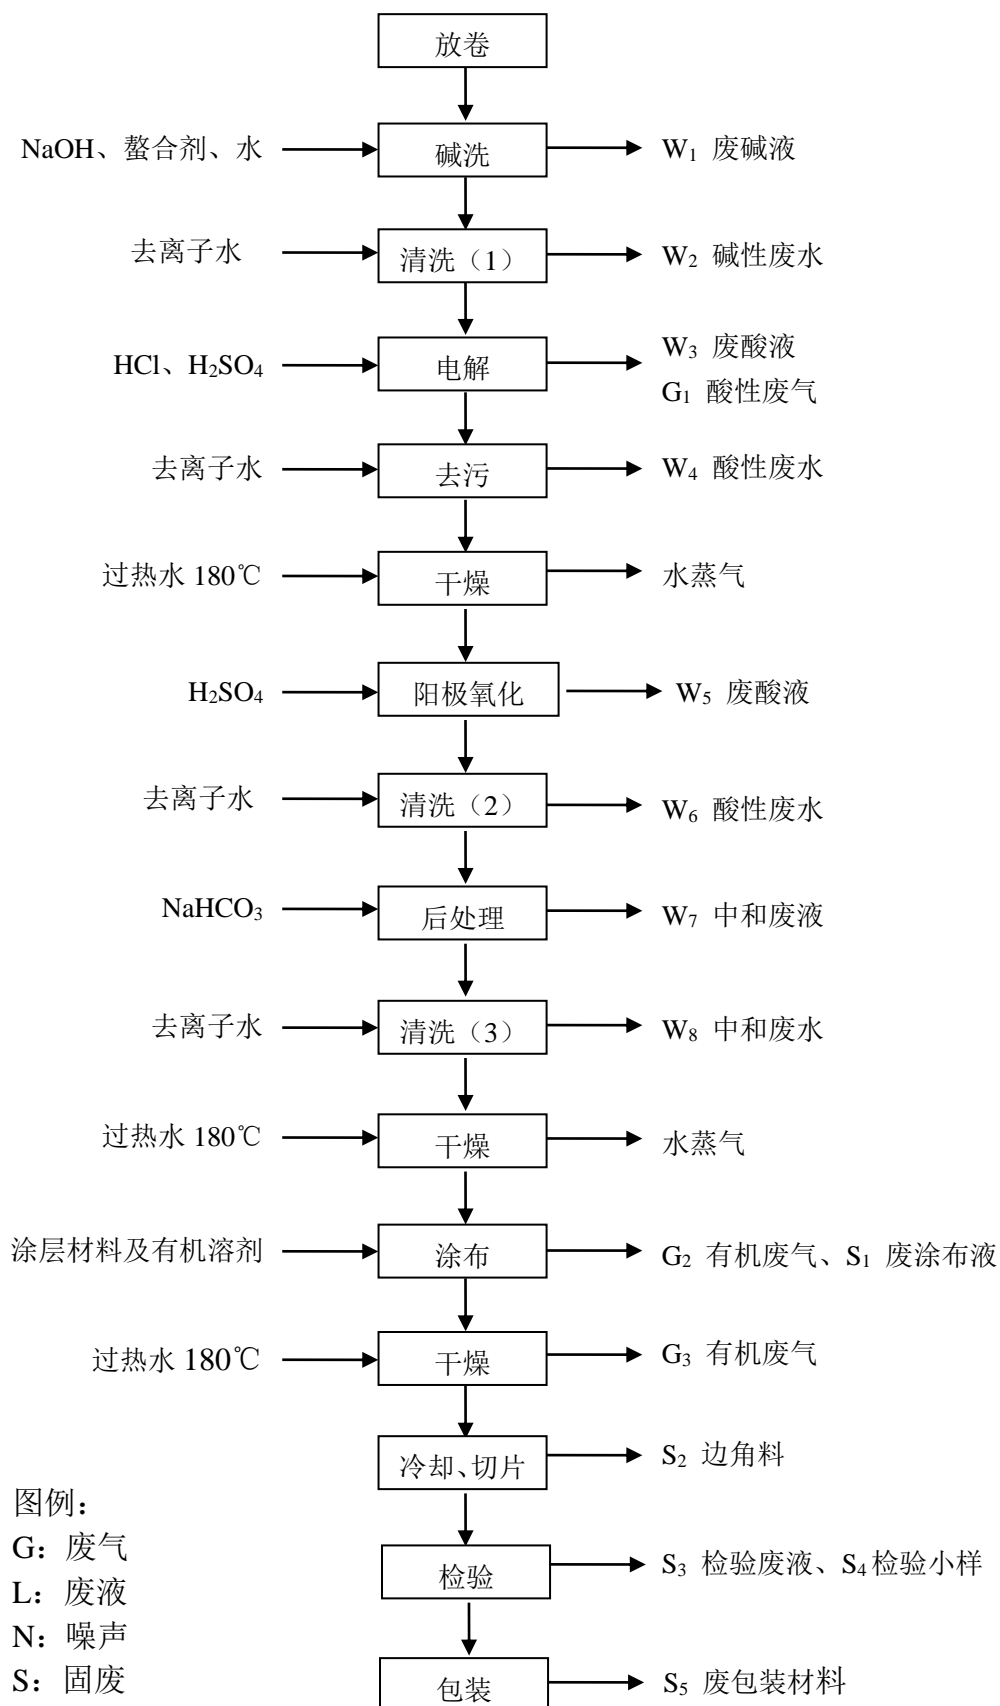 放卷
NaOH、螯合剂、水
碱洗
W₁ 废碱液
去离子水
清洗（1）
W₂ 碱性废水
HCl、H₂SO₄
电解
W₃ 废酸液
G₁ 酸性废气
去离子水
去污
W₄ 酸性废水
过热水 180℃
干燥
水蒸气
H₂SO₄
阳极氧化
W₅ 废酸液
去离子水
清洗（2）
W₆ 酸性废水
NaHCO₃
后处理
W₇ 中和废液
去离子水
清洗（3）
W₈ 中和废水
过热水 180℃
干燥
水蒸气
涂层材料及有机溶剂
涂布
G₂ 有机废气、S₁ 废涂布液
过热水 180℃
干燥
G₃ 有机废气
冷却、切片
S₂ 边角料
检验
S₃ 检验废液、S₄检验小样
包装
S₅ 废包装材料
图例：
G：废气
L：废液
N：噪声
S：固废